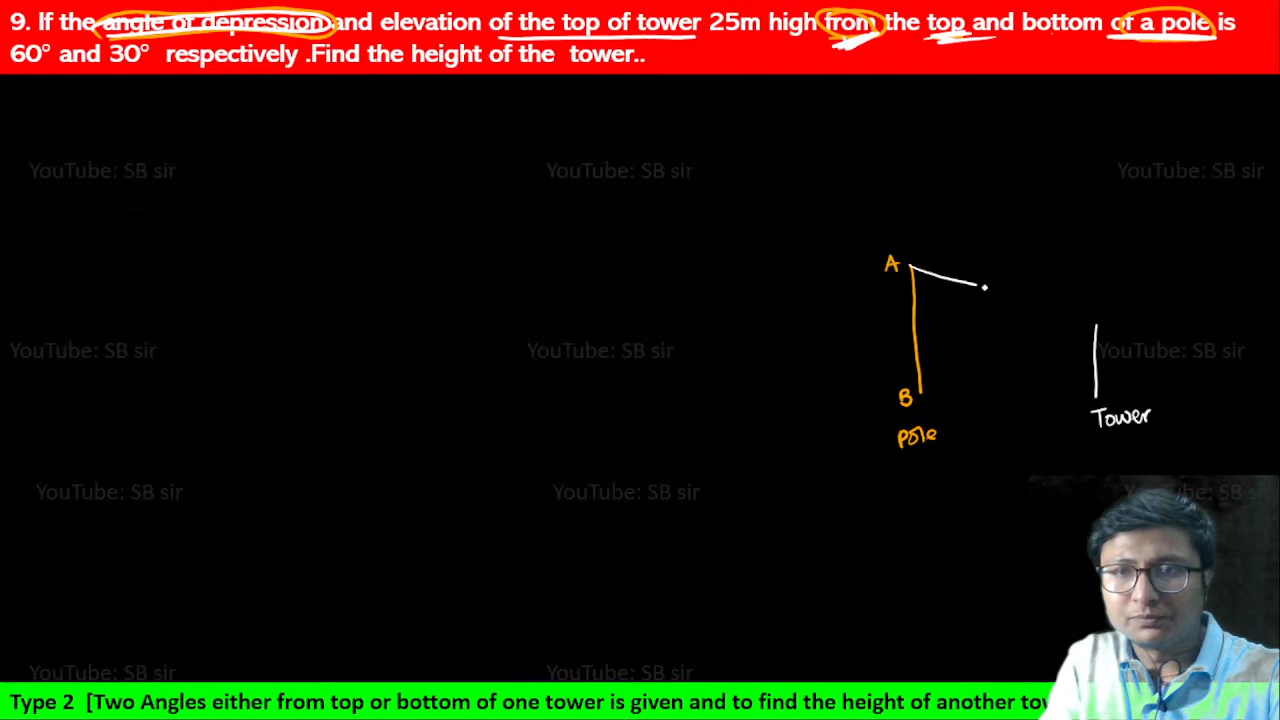 9. If the angle of depression and elevation of the top of tower 25m high from the top and bottom of a pole is
60° and 30° respectively .Find the height of the tower..
YouTube: SB sir
YouTube: SB sir
YouTube: SB sir
A
YouTube: SB sir
YouTube: SB sir
YouTube: SB sir
B
Tower
Pole
YouTube: SB sir
YouTube: SB sir
YouTube: SB sir
YouTube: SB sir
YouTube: SB sir
Type 2 [Two Angles either from top or bottom of one tower is given and to find the height of another